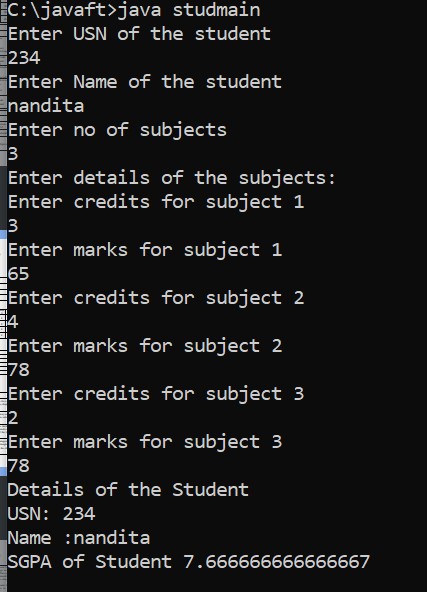 C:\javaft>java studmain
Enter USN of the student
234
Enter Name of the student
nandita
Enter no of subjects
3
Enter details of the subjects:
Enter credits for subject 1
3
Enter marks for subject 1
65
Enter credits for subject 2
4
Enter marks for subject 2
78
Enter credits for subject 3
2
Enter marks for subject 3
78
Details of the Student
USN: 234
Name :nandita
SGPA of Student 7.666666666666667